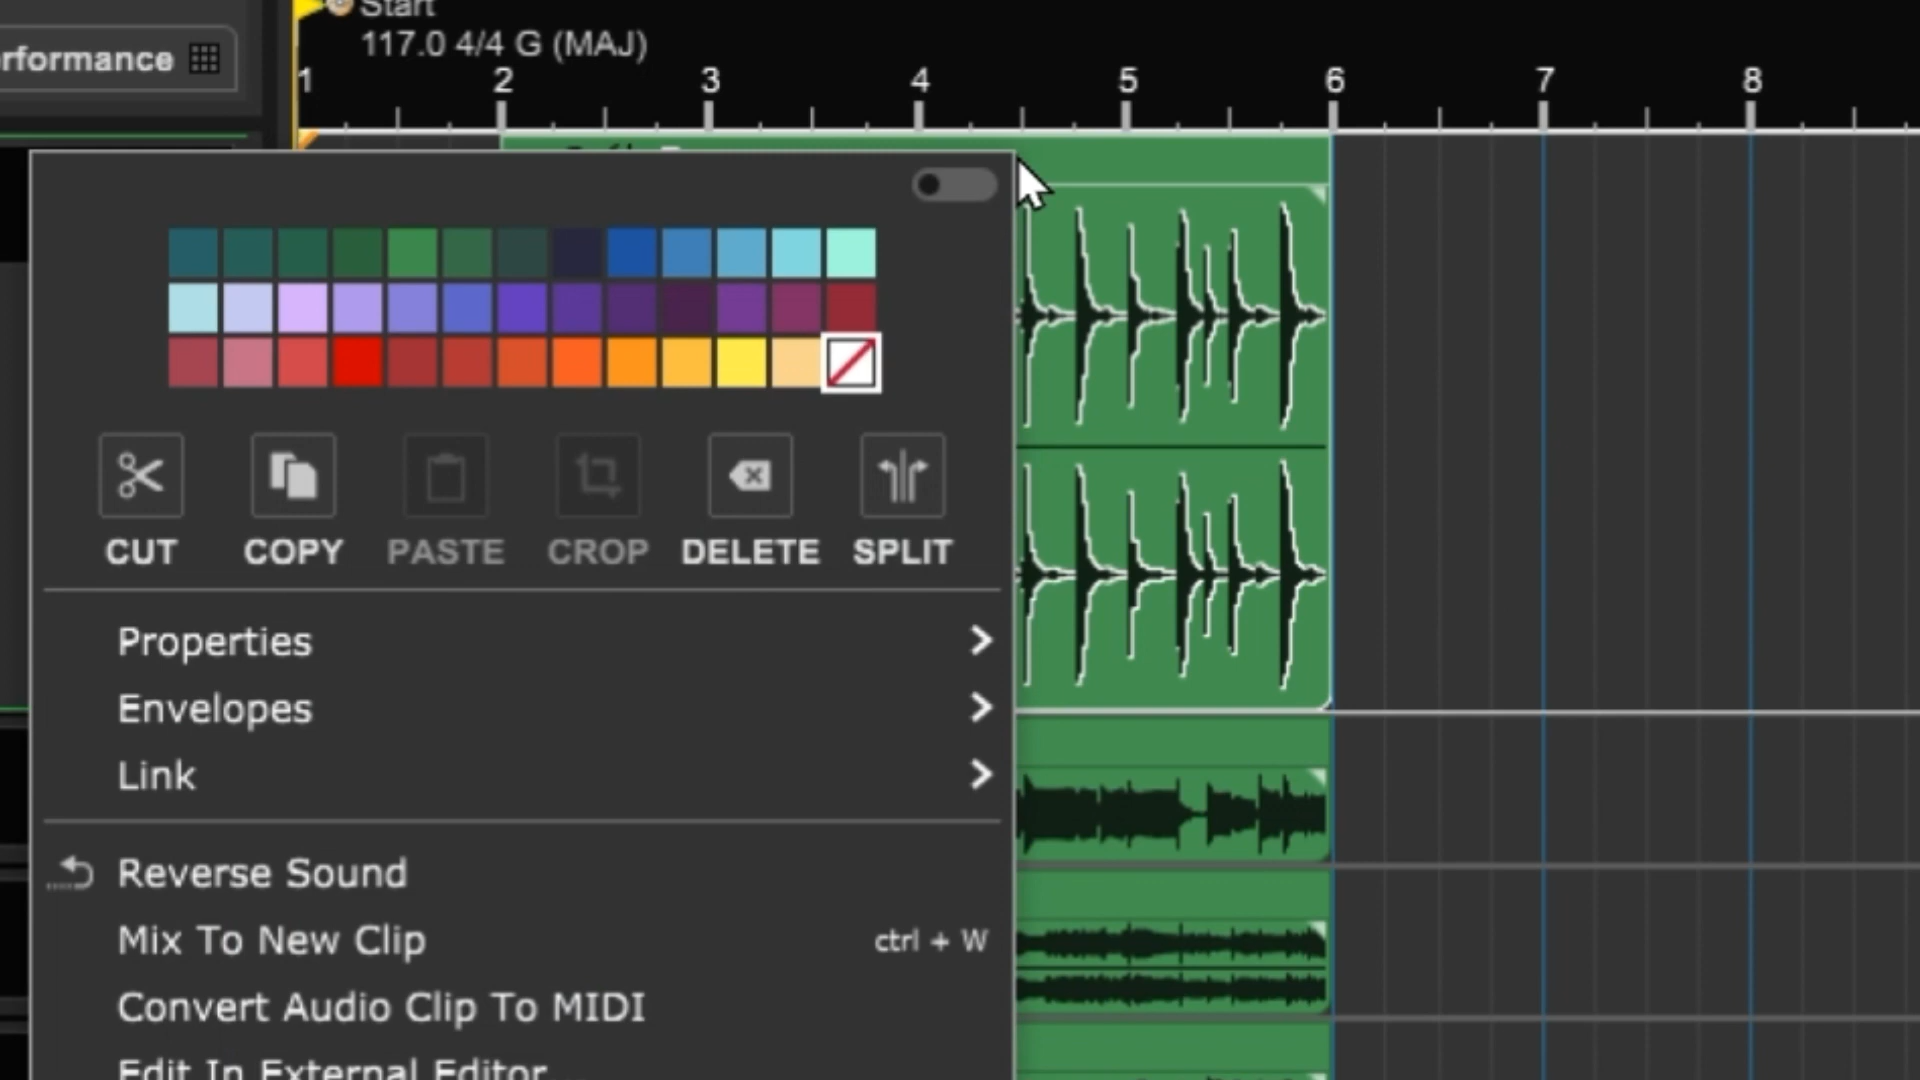 Start
rformance
117.0 4/4 G (MAJ)
1 2 3 4 5 6 7 8
CUT COPY PASTE CROP DELETE SPLIT
Properties
Envelopes
Link
Reverse Sound
Mix To New Clip ctrl + W
Convert Audio Clip To MIDI
Edit In External Editor...